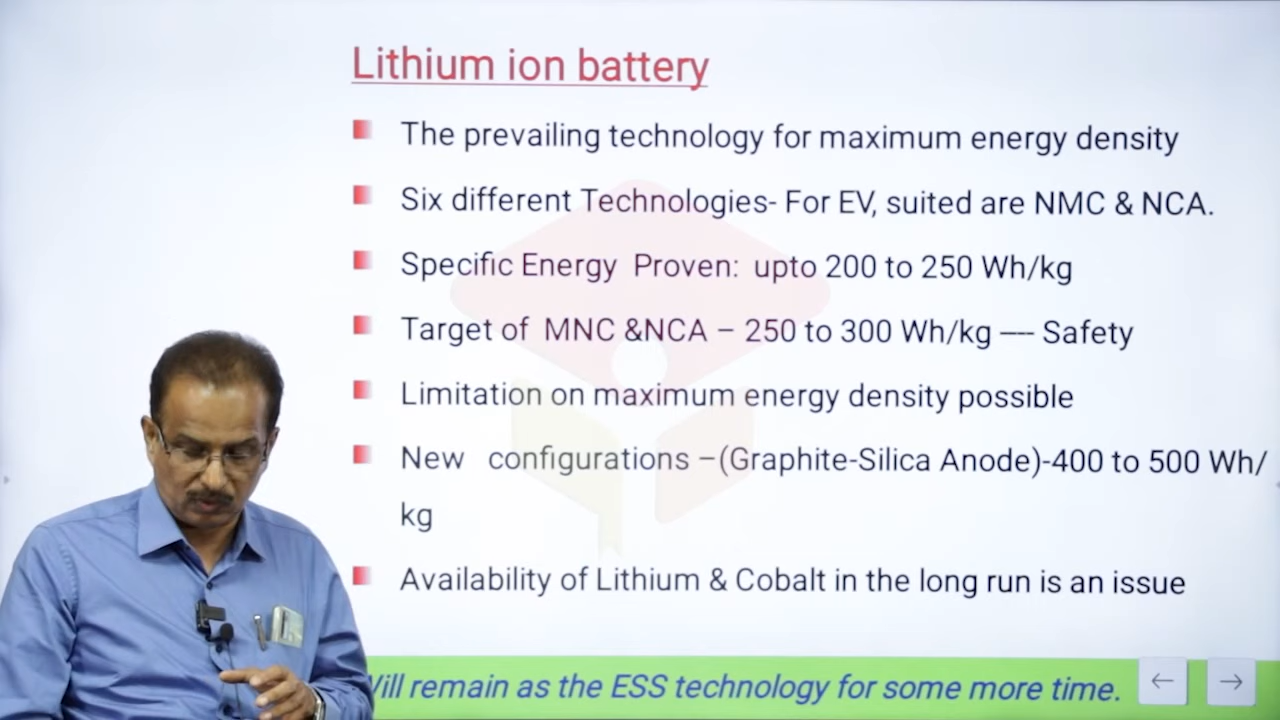 Lithium ion battery
The prevailing technology for maximum energy density
Six different Technologies- For EV, suited are NMC & NCA.
Specific Energy Proven: upto 200 to 250 Wh/kg
Target of MNC &NCA – 250 to 300 Wh/kg –– Safety
Limitation on maximum energy density possible
New configurations –(Graphite-Silica Anode)-400 to 500 Wh/
kg
Availability of Lithium & Cobalt in the long run is an issue
remain as the ESS technology for some more time.